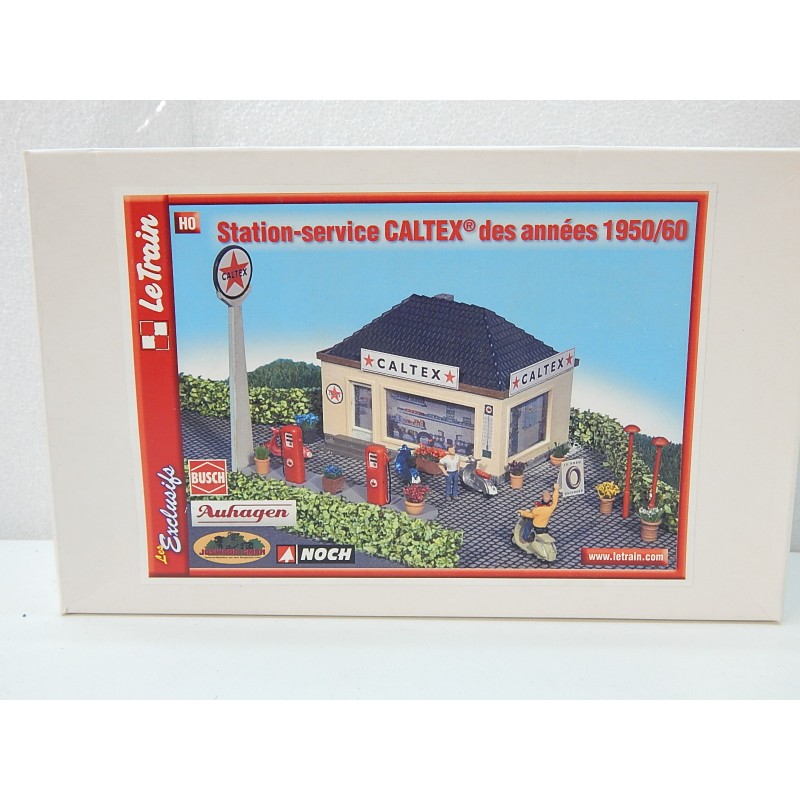 HO
Station-service CALTEX® des années 1950/60
Le Train
CALTEX
★ CALTEX ★
★ CALTEX ★
BUSCH
Auhagen
NOCH
Les Exclusifs
www.letrain.com